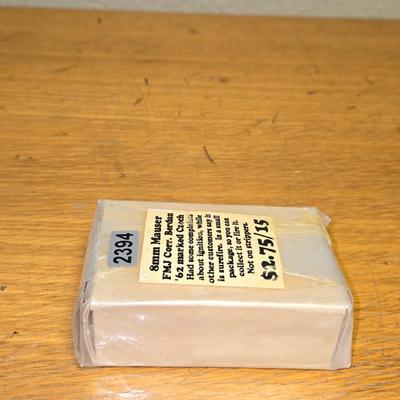 2394
8mm Mauser
FMJ Corr. Berdan
'62 marked Czech
Had some complaints
about ignition, while
other customers say it
is surefire. In a small
package, so you can
collect it or fire it.
Not on strippers.
$2.75/15